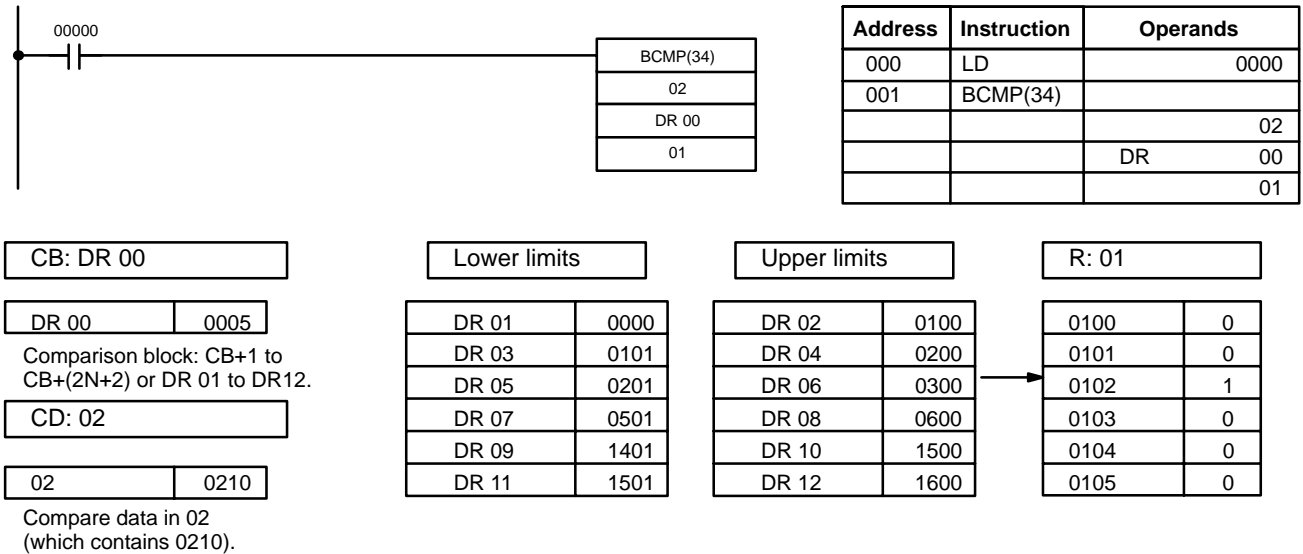 00000
BCMP(34)
02
DR 00
01
Address Instruction Operands
000 LD 0000
001 BCMP(34)
02
DR 00
01
CB: DR 00
DR 00 0005
Comparison block: CB+1 to
CB+(2N+2) or DR 01 to DR12.
CD: 02
02 0210
Compare data in 02
(which contains 0210).
Lower limits
DR 01 0000
DR 03 0101
DR 05 0201
DR 07 0501
DR 09 1401
DR 11 1501
Upper limits
DR 02 0100
DR 04 0200
DR 06 0300
DR 08 0600
DR 10 1500
DR 12 1600
R: 01
0100 0
0101 0
0102 1
0103 0
0104 0
0105 0